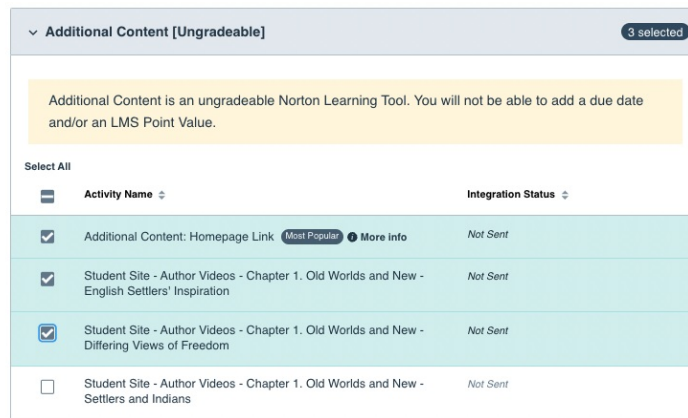 Additional Content [Ungradeable] 3 selected
Additional Content is an ungradeable Norton Learning Tool. You will not be able to add a due date
and/or an LMS Point Value.
Select All
Activity Name Integration Status
Additional Content: Homepage Link Most Popular More info Not Sent
Student Site - Author Videos - Chapter 1. Old Worlds and New - Not Sent
English Settlers' Inspiration
Student Site - Author Videos - Chapter 1. Old Worlds and New - Not Sent
Differing Views of Freedom
Student Site - Author Videos - Chapter 1. Old Worlds and New - Not Sent
Settlers and Indians